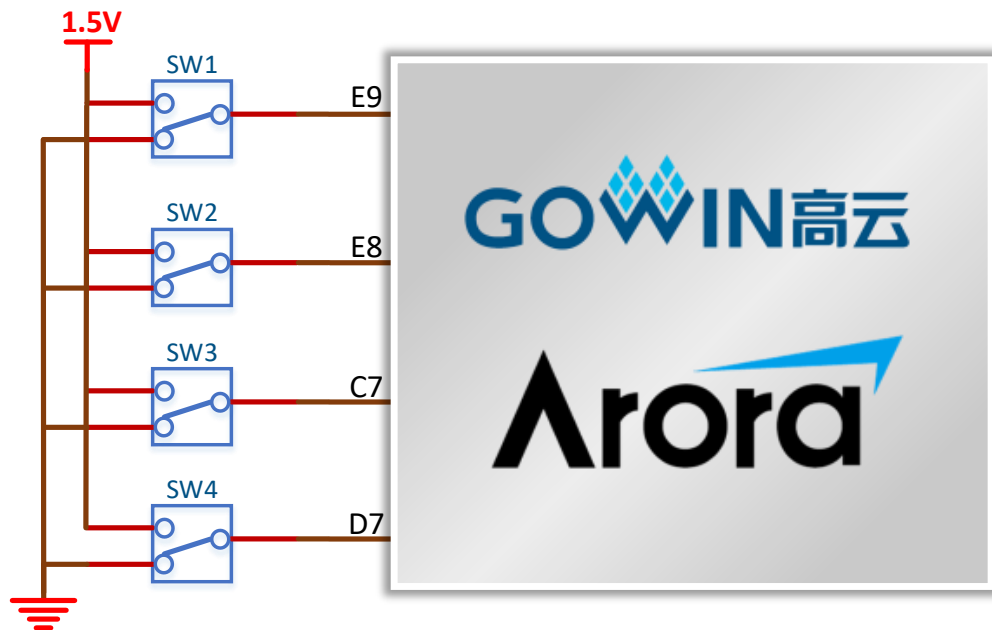 1.5V
SW1
E9
SW2
E8
GOWIN高云
SW3
C7
Arora
SW4
D7